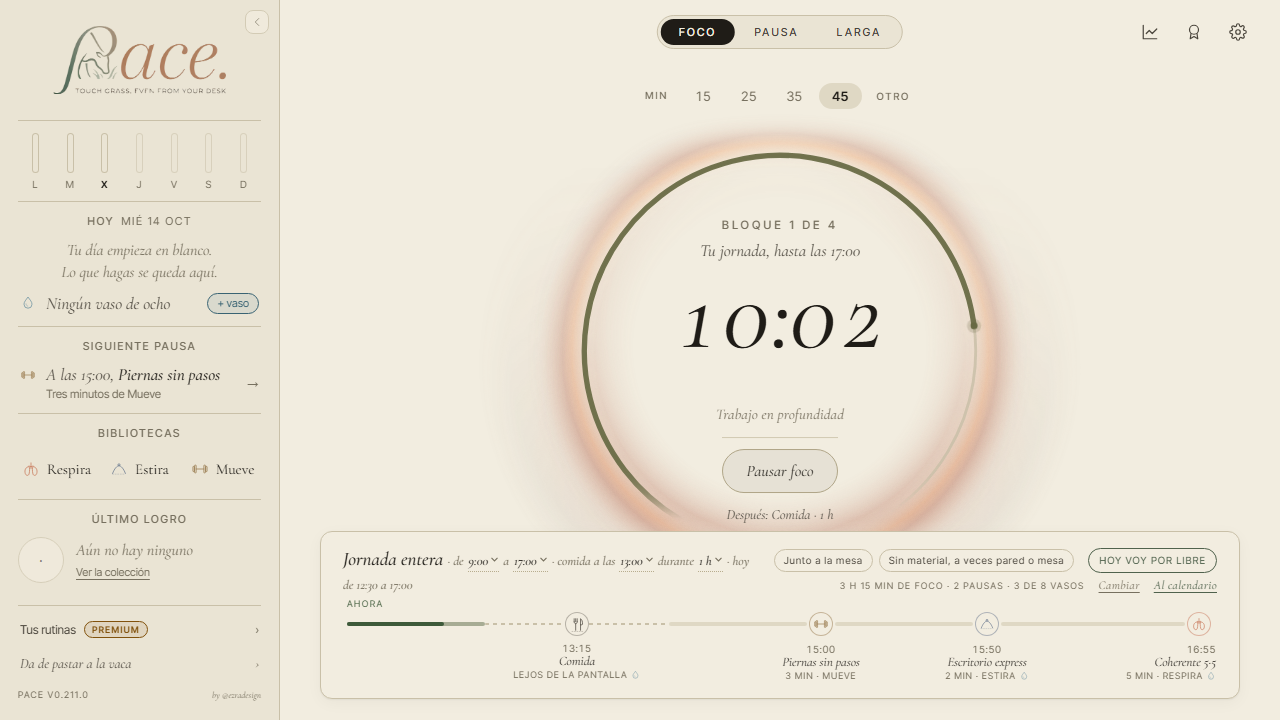 Pace.
TOUCH GRASS. EVEN FROM YOUR DESK
L M X J V S D
HOY MIÉ 14 OCT
Tu día empieza en blanco.
Lo que hagas se queda aquí.
Ningún vaso de ocho
+ vaso
SIGUIENTE PAUSA
A las 15:00, Piernas sin pasos
→
Tres minutos de Mueve
BIBLIOTECAS
Respira Estira Mueve
ÚLTIMO LOGRO
Aún no hay ninguno
Ver la colección
Tus rutinas PREMIUM ›
Da de pastar a la vaca ›
PACE V0.211.0 by @ezradesign
FOCO PAUSA LARGA
MIN 15 25 35 45 OTRO
BLOQUE 1 DE 4
Tu jornada, hasta las 17:00
10:02
Trabajo en profundidad
Pausar foco
Después: Comida · 1 h
Jornada entera · de 9:00 a 17:00 · comida a las 13:00 durante 1 h · hoy
de 12:30 a 17:00
Junto a la mesa Sin material, a veces pared o mesa HOY VOY POR LIBRE
3 H 15 MIN DE FOCO · 2 PAUSAS · 3 DE 8 VASOS Cambiar Al calendario
AHORA
13:15
Comida
LEJOS DE LA PANTALLA
15:00
Piernas sin pasos
3 MIN · MUEVE
15:50
Escritorio express
2 MIN · ESTIRA
16:55
Coherente 5·5
5 MIN · RESPIRA